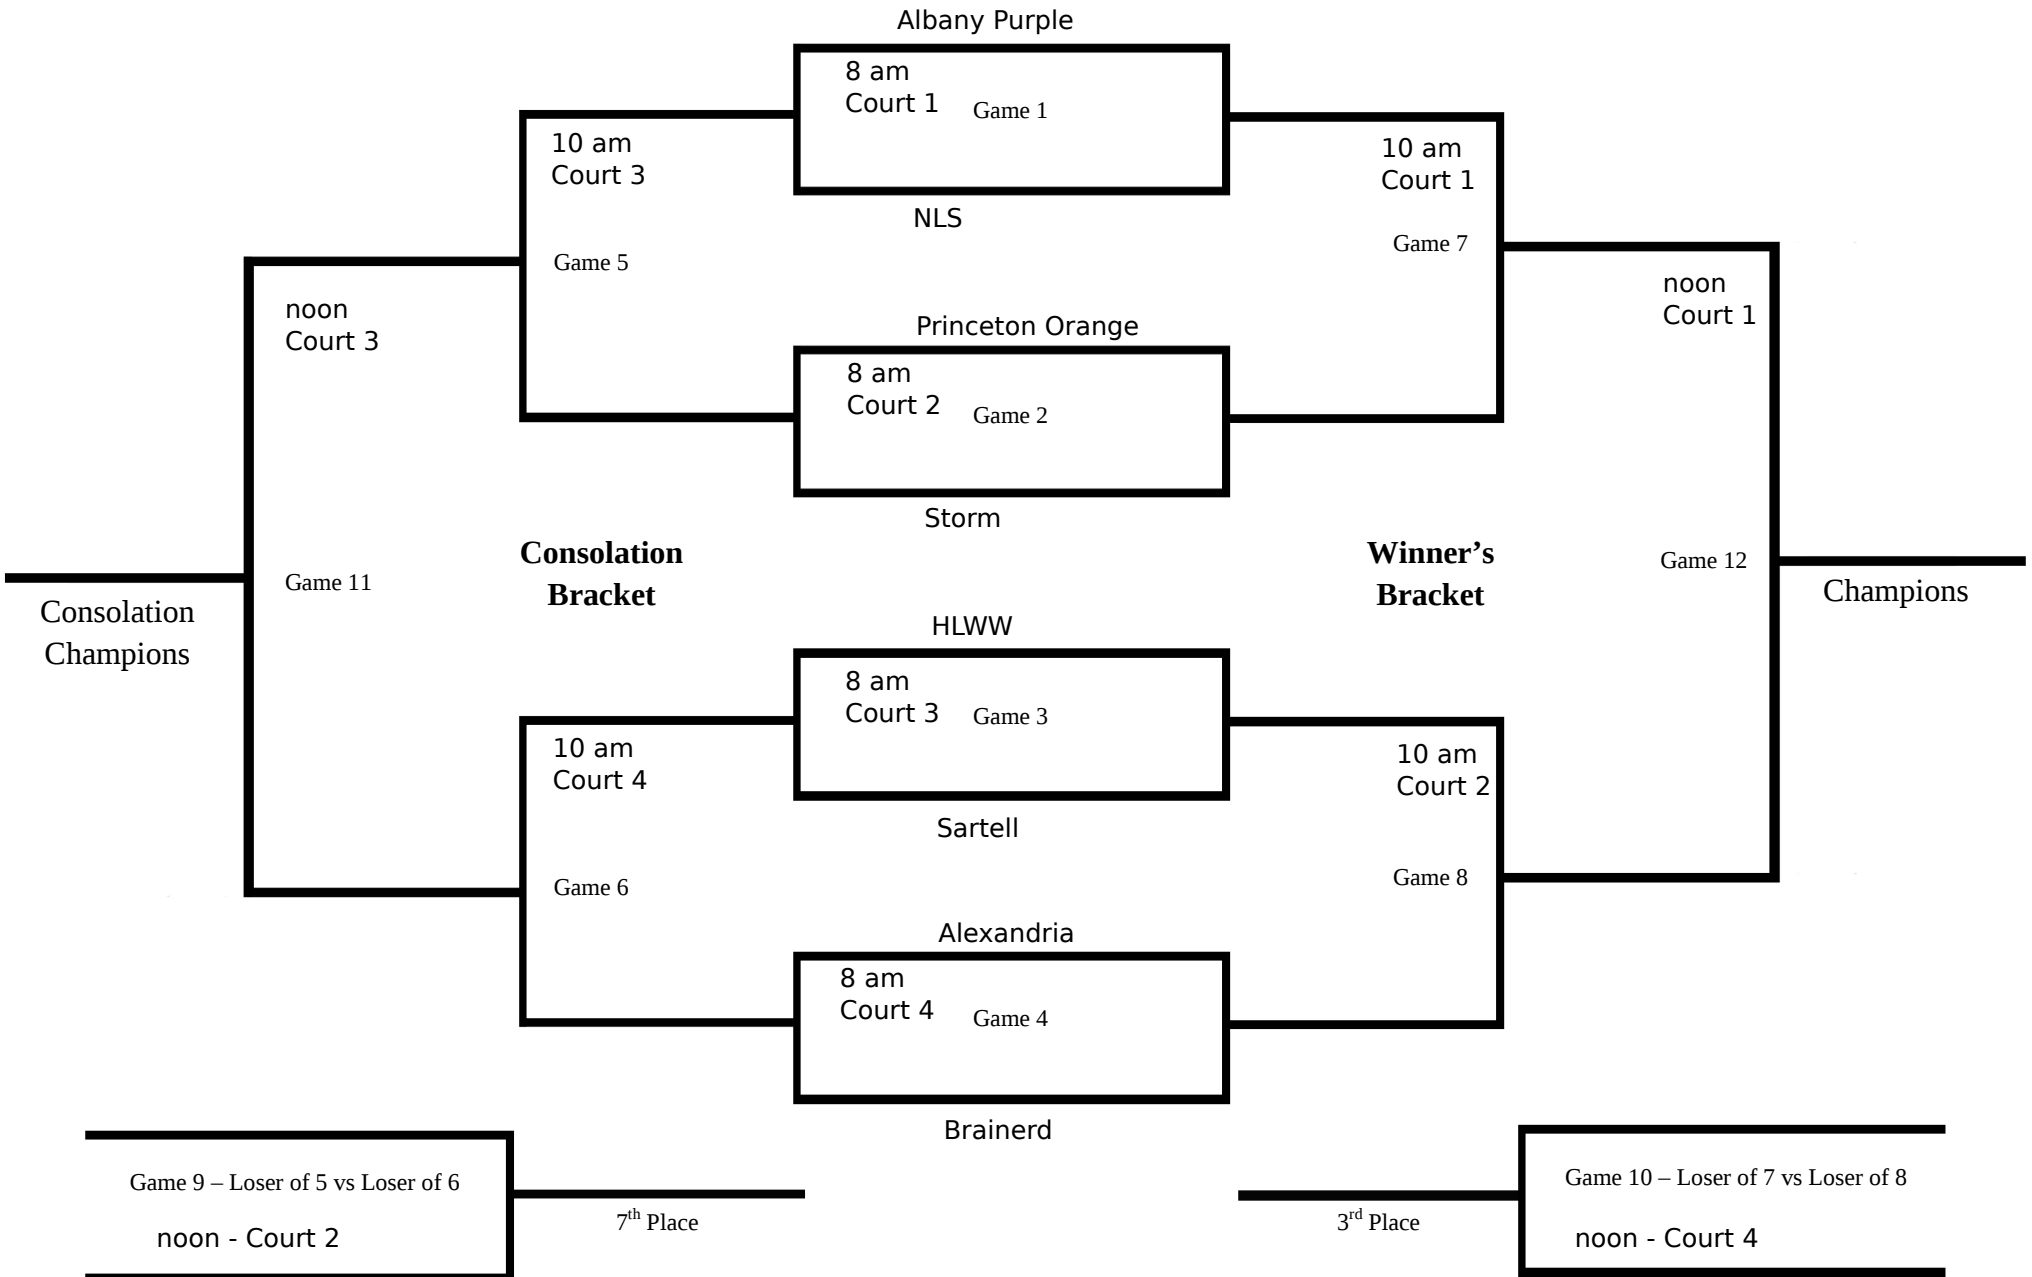 Albany Purple
8 am
Court 1
Game 1
NLS
10 am
Court 3
Game 5
10 am
Court 1
Game 7
noon
Court 3
noon
Court 1
Princeton Orange
8 am
Court 2
Game 2
Storm
Consolation
Bracket
Winner’s
Bracket
Game 11
Game 12
Consolation
Champions
Champions
HLWW
8 am
Court 3
Game 3
Sartell
10 am
Court 4
Game 6
10 am
Court 2
Game 8
Alexandria
8 am
Court 4
Game 4
Brainerd
Game 9 – Loser of 5 vs Loser of 6
noon - Court 2
7th Place
3rd Place
Game 10 – Loser of 7 vs Loser of 8
noon - Court 4